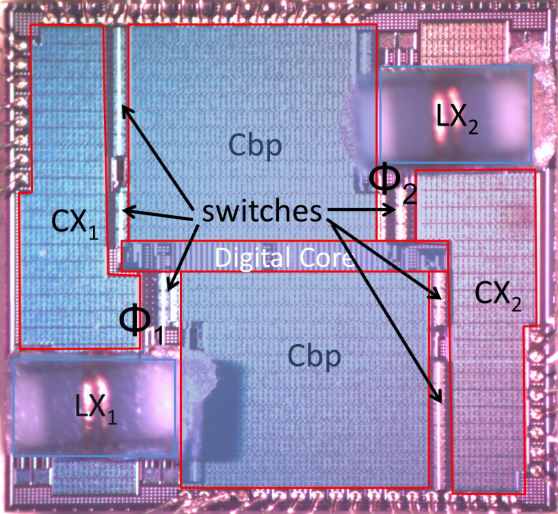 LX₂
Cbp
Φ₂
CX₁
switches
Digital Core
CX₂
Φ₁
Cbp
LX₁